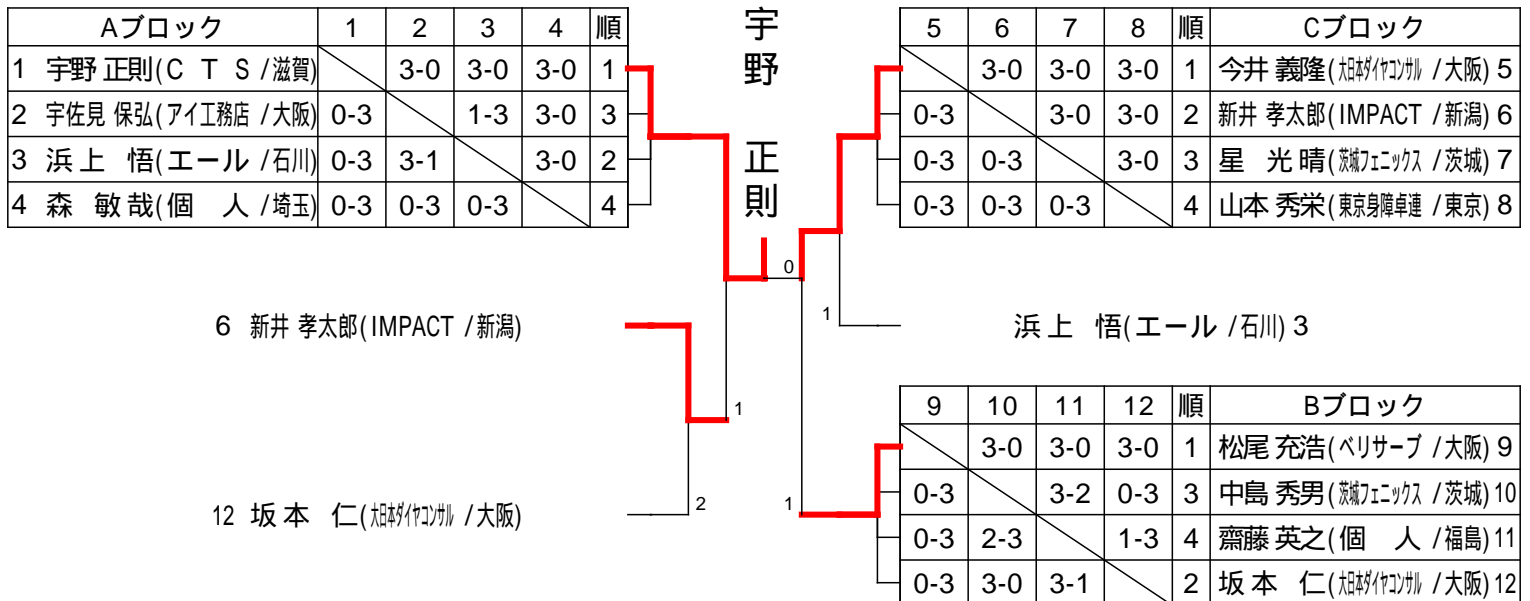 宇野 正則
Aブロック 1 2 3 4 順
1 宇野 正則(C T S /滋賀) 3-0 3-0 3-0 1
2 宇佐見 保弘(アイ工務店 /大阪) 0-3 1-3 3-0 3
3 浜上 悟(エール /石川) 0-3 3-1 3-0 2
4 森 敏哉(個 人 /埼玉) 0-3 0-3 0-3 4
5 6 7 8 順 Cブロック
3-0 3-0 3-0 1 今井 義隆(大日本ダイヤコンサル /大阪) 5
0-3 3-0 3-0 2 新井 孝太郎(IMPACT /新潟) 6
0-3 0-3 3-0 3 星 光晴(茨城フェニックス /茨城) 7
0-3 0-3 0-3 4 山本 秀栄(東京身障卓連 /東京) 8
0
1
6 新井 孝太郎(IMPACT /新潟)
浜上 悟(エール /石川) 3
1
2
1
12 坂本 仁(大日本ダイヤコンサル /大阪)
9 10 11 12 順 Bブロック
3-0 3-0 3-0 1 松尾 充浩(ベリサーブ /大阪) 9
0-3 3-2 0-3 3 中島 秀男(茨城フェニックス /茨城) 10
0-3 2-3 1-3 4 齋藤 英之(個 人 /福島) 11
0-3 3-0 3-1 2 坂本 仁(大日本ダイヤコンサル /大阪) 12